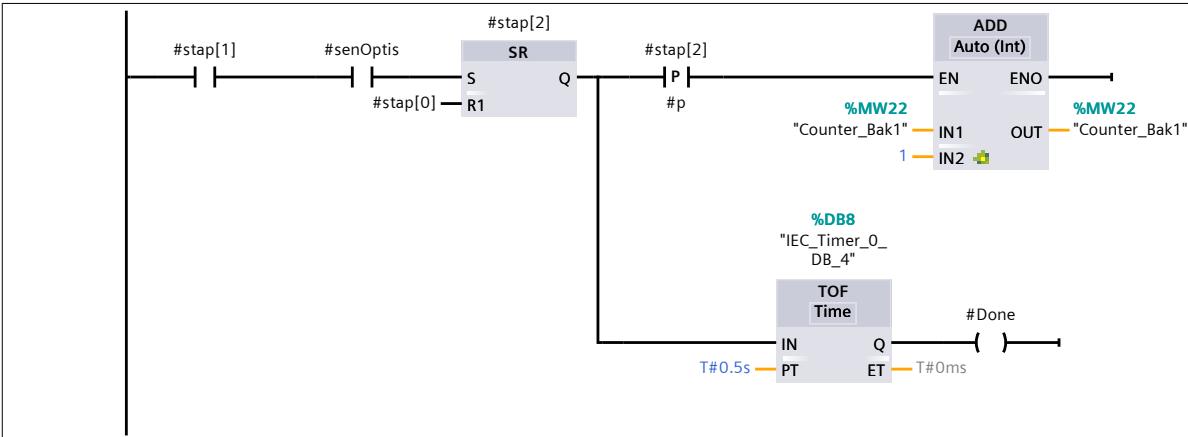 #stap[2]
ADD
Auto (Int)
#stap[1]
#senOptis
SR
#stap[2]
S
Q
P
EN
ENO
#stap[0]
R1
#p
%MW22
"Counter_Bak1"
IN1
OUT
%MW22
"Counter_Bak1"
1
IN2
%DB8
"IEC_Timer_0_
DB_4"
TOF
Time
#Done
IN
Q
T#0.5s
PT
ET
T#0ms